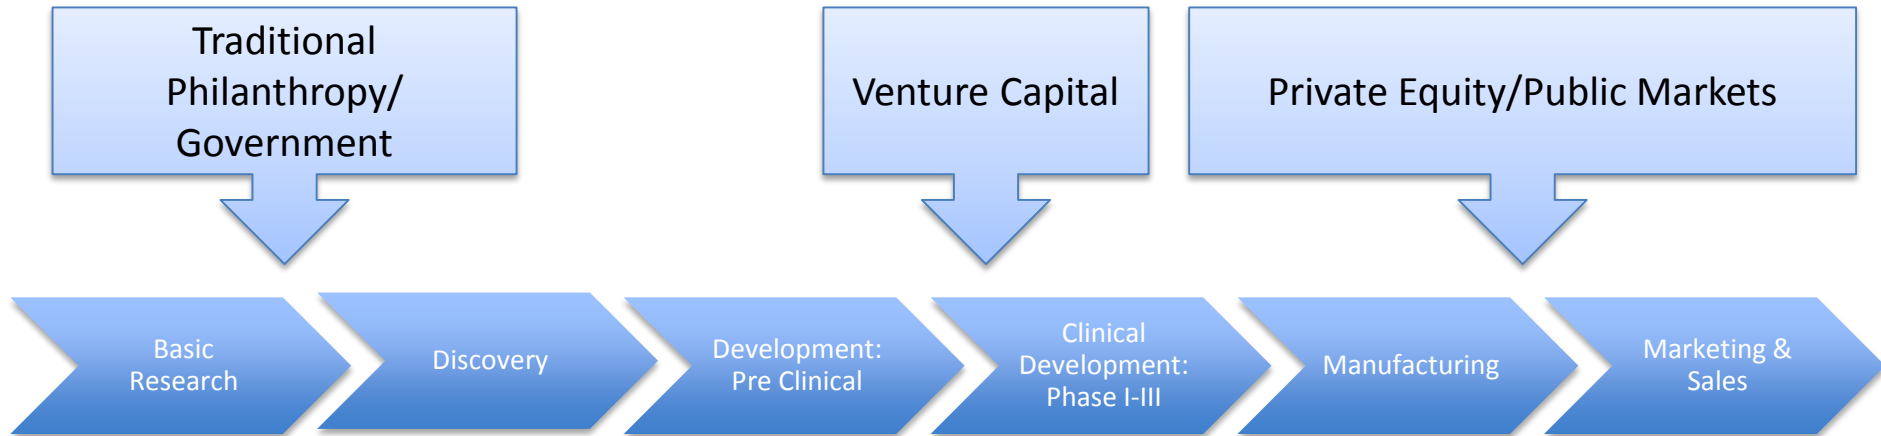 Traditional
Philanthropy/
Government
Venture Capital
Private Equity/Public Markets
Basic
Research
Discovery
Development:
Pre Clinical
Clinical
Development:
Phase I-III
Manufacturing
Marketing &
Sales